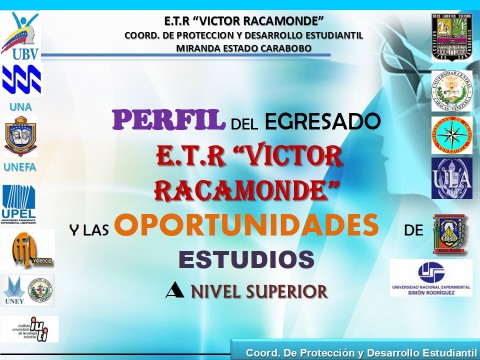 E.T.R “VICTOR RACAMONDE”
COORD. DE PROTECCION Y DESARROLLO ESTUDIANTIL
MIRANDA ESTADO CARABOBO
UBV
UNA
UNEFA
UPEL
UNEY
PERFIL DEL EGRESADO
E.T.R “VICTOR
RACAMONDE”
Y LAS OPORTUNIDADES DE
ESTUDIOS
A NIVEL SUPERIOR
ULA
UNIVERSIDAD NACIONAL EXPERIMENTAL
SIMÓN RODRÍGUEZ
Coord. De Protección y Desarrollo Estudiantil